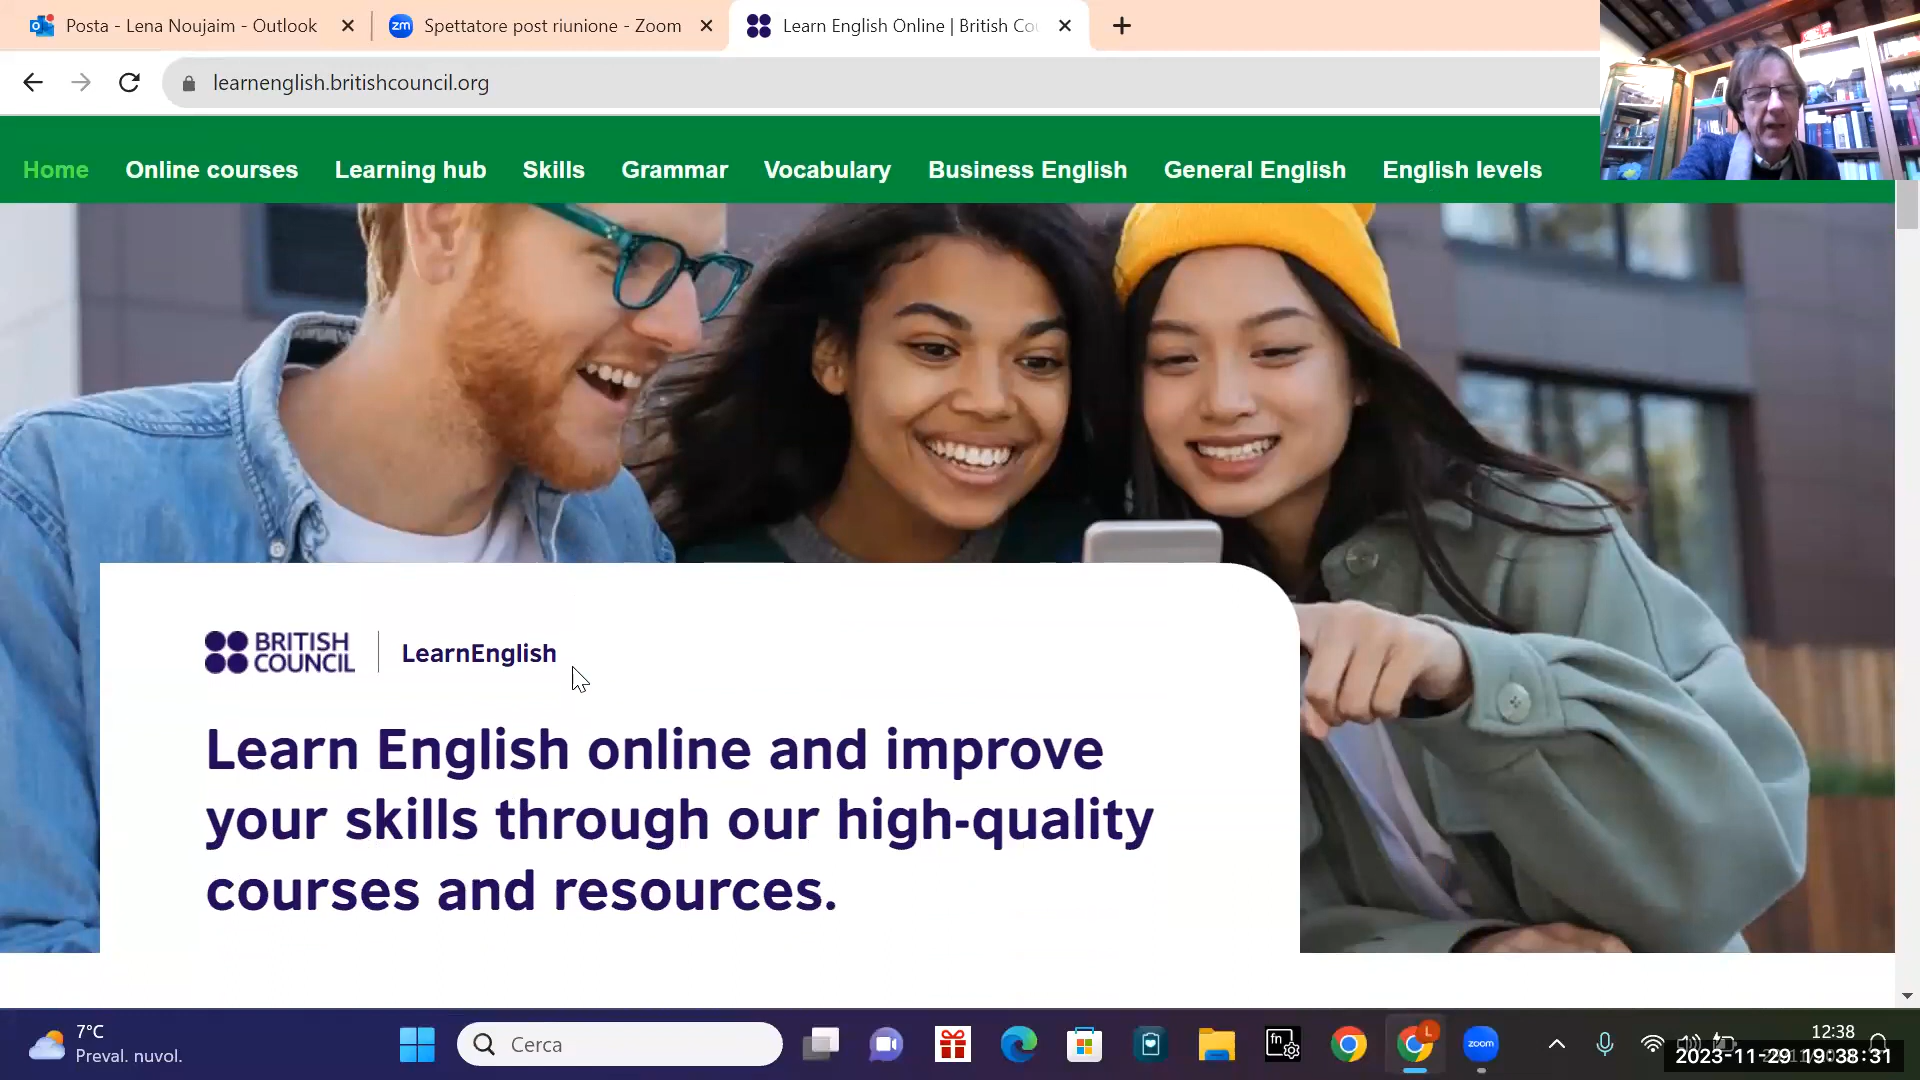 Posta - Lena Noujaim - Outlook
Spettatore post riunione - Zoom
Learn English Online | British Co
learnenglish.britishcouncil.org
Home Online courses Learning hub Skills Grammar Vocabulary Business English General English English levels
BRITISH COUNCIL
LearnEnglish
Learn English online and improve
your skills through our high-quality
courses and resources.
7°C
Preval. nuvol.
Cerca
zm
fn
L
zoom
12:38
2023-11-29 19:38:31